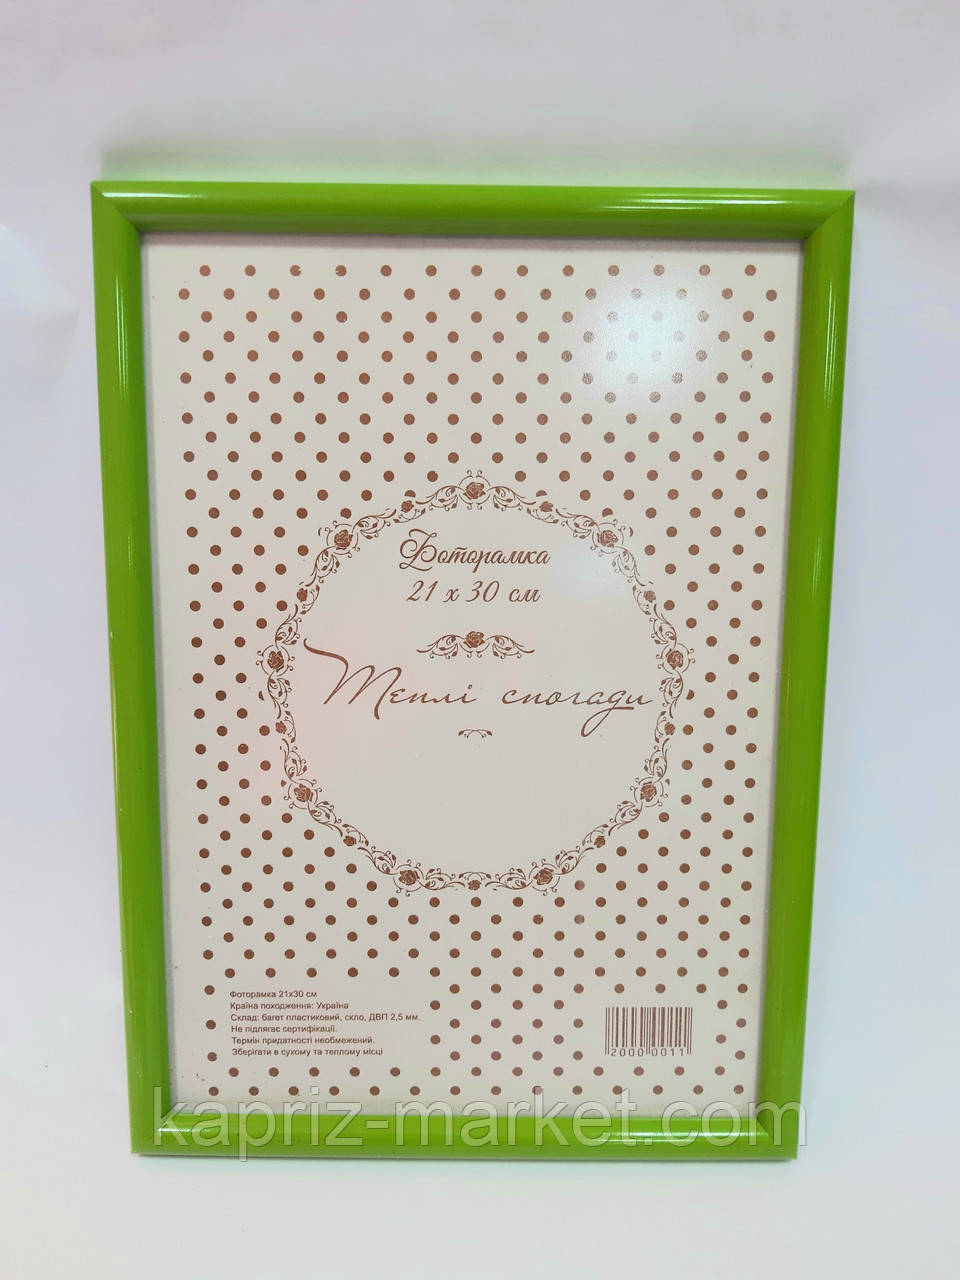 Фоторамка
21 х 30 см
Теплі спогади
Фоторамка 21х30 см
Країна походження: Україна
Склад: багет пластиковий, скло, ДВП 2,5 мм.
Не підлягає сертифікації.
Термін придатності необмежений.
Зберігати в сухому та теплому місці
2000 0011
kapriz-market.com